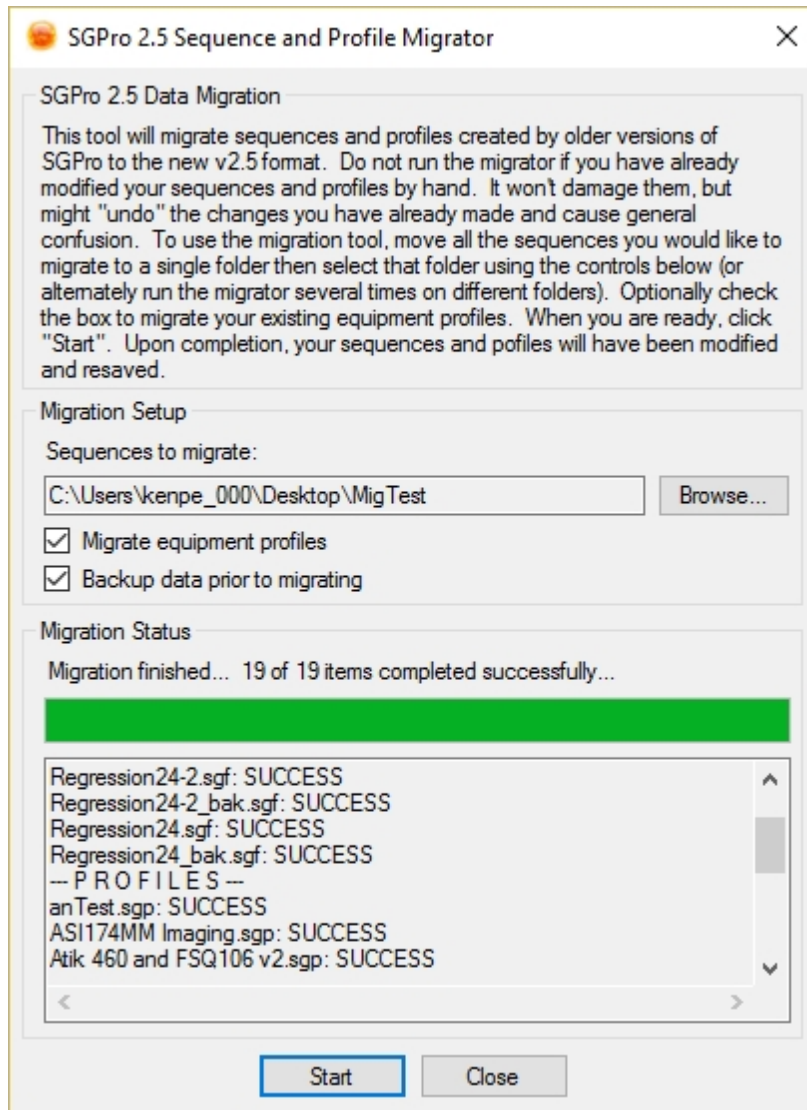 SGPro 2.5 Sequence and Profile Migrator
SGPro 2.5 Data Migration
This tool will migrate sequences and profiles created by older versions of
SGPro to the new v2.5 format. Do not run the migrator if you have already
modified your sequences and profiles by hand. It won't damage them, but
might "undo" the changes you have already made and cause general
confusion. To use the migration tool, move all the sequences you would like to
migrate to a single folder then select that folder using the controls below (or
alternately run the migrator several times on different folders). Optionally check
the box to migrate your existing equipment profiles. When you are ready, click
"Start". Upon completion, your sequences and pofiles will have been modified
and resaved.
Migration Setup
Sequences to migrate:
C:\Users\kenpe_000\Desktop\MigTest
Browse...
Migrate equipment profiles
Backup data prior to migrating
Migration Status
Migration finished... 19 of 19 items completed successfully...
Regression24-2.sgf: SUCCESS
Regression24-2_bak.sgf: SUCCESS
Regression24.sgf: SUCCESS
Regression24_bak.sgf: SUCCESS
--- P R O F I L E S ---
anTest.sgp: SUCCESS
ASI174MM Imaging.sgp: SUCCESS
Atik 460 and FSQ106 v2.sgp: SUCCESS
Start
Close